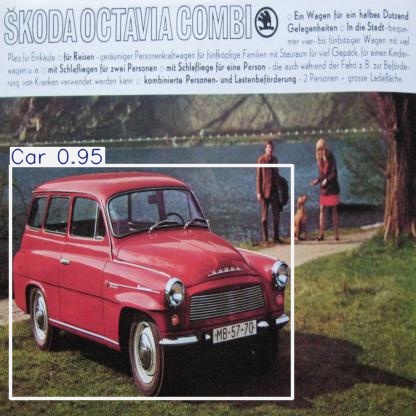 ŠKODA OCTAVIA COMBI
○ Ein Wagen für ein halbes Dutzend
Gelegenheiten ○ In die Stadt - bequemer vier- bis fünfsitziger Wagen mit viel
Platz für Einkäufe ○ für Reisen - geräumiger Personenkraftwagen für fünfköpfige Familien mit Stauraum für viel Gepäck, für einen Kinder-
wagen u. ä. ○ mit Schlafliegen für zwei Personen ○ mit Schlafliege für eine Person - die auch während der Fahrt z. B. zur Beförde-
rung von Kranken verwendet werden kann ○ kombinierte Personen- und Lastenbeförderung - 2 Personen + grosse Ladefläche.
Car 0.95
SKODA
MB-57-70